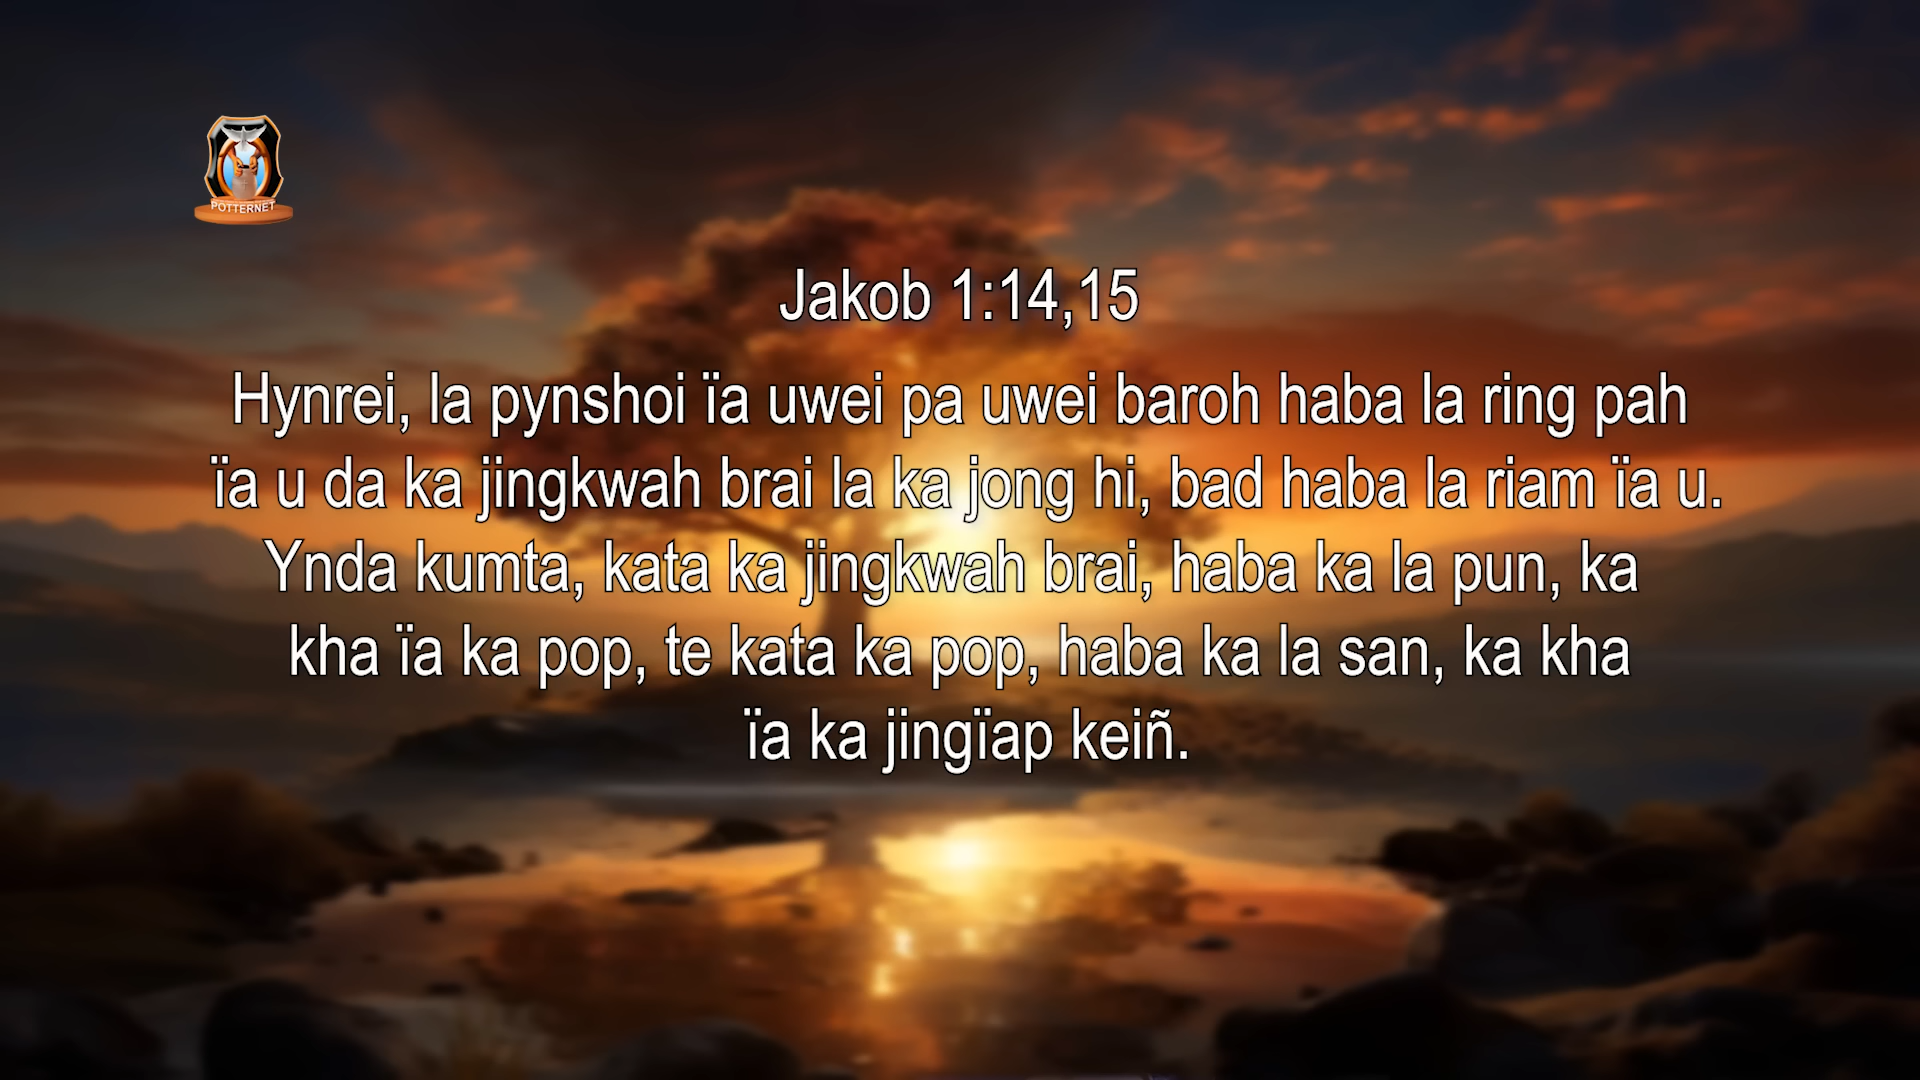 POTTERNET
Jakob 1:14,15
Hynrei, la pynshoi ïa uwei pa uwei baroh haba la ring pah
ïa u da ka jingkwah brai la ka jong hi, bad haba la riam ïa u.
Ynda kumta, kata ka jingkwah brai, haba ka la pun, ka
kha ïa ka pop, te kata ka pop, haba ka la san, ka kha
ïa ka jingïap keiñ.